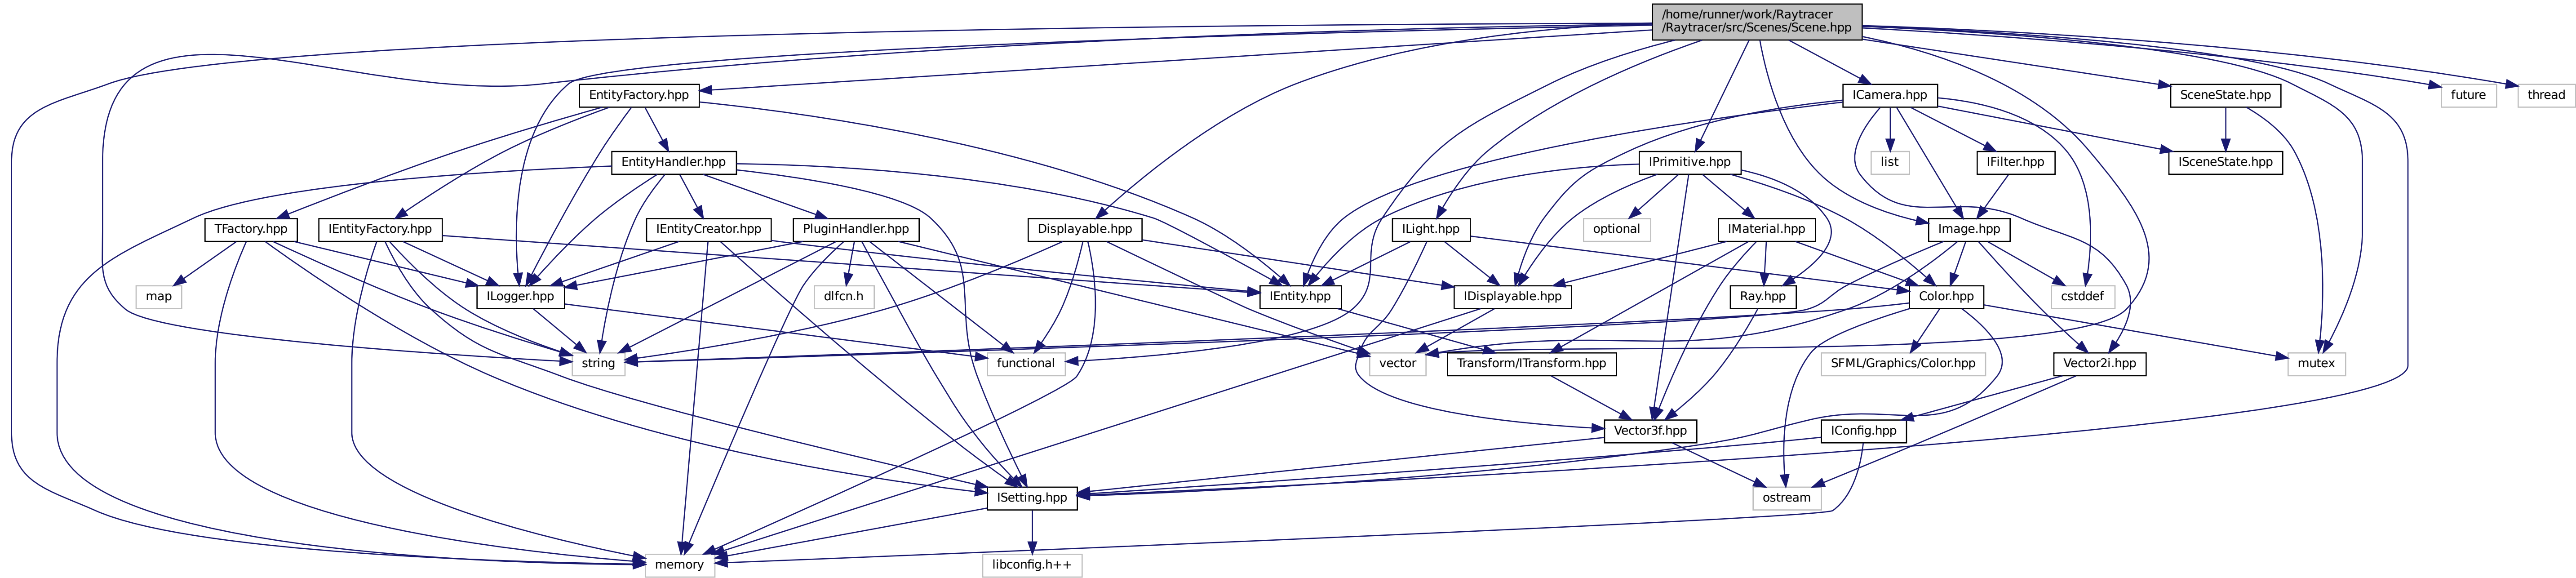 /home/runner/work/Raytracer
/Raytracer/src/Scenes/Scene.hpp
EntityFactory.hpp
ICamera.hpp
SceneState.hpp
future
thread
EntityHandler.hpp
IPrimitive.hpp
list
IFilter.hpp
ISceneState.hpp
TFactory.hpp
IEntityFactory.hpp
IEntityCreator.hpp
PluginHandler.hpp
Displayable.hpp
ILight.hpp
optional
IMaterial.hpp
Image.hpp
map
ILogger.hpp
dlfcn.h
IEntity.hpp
IDisplayable.hpp
Ray.hpp
Color.hpp
cstddef
string
functional
vector
Transform/ITransform.hpp
SFML/Graphics/Color.hpp
Vector2i.hpp
mutex
Vector3f.hpp
IConfig.hpp
ISetting.hpp
ostream
memory
libconfig.h++